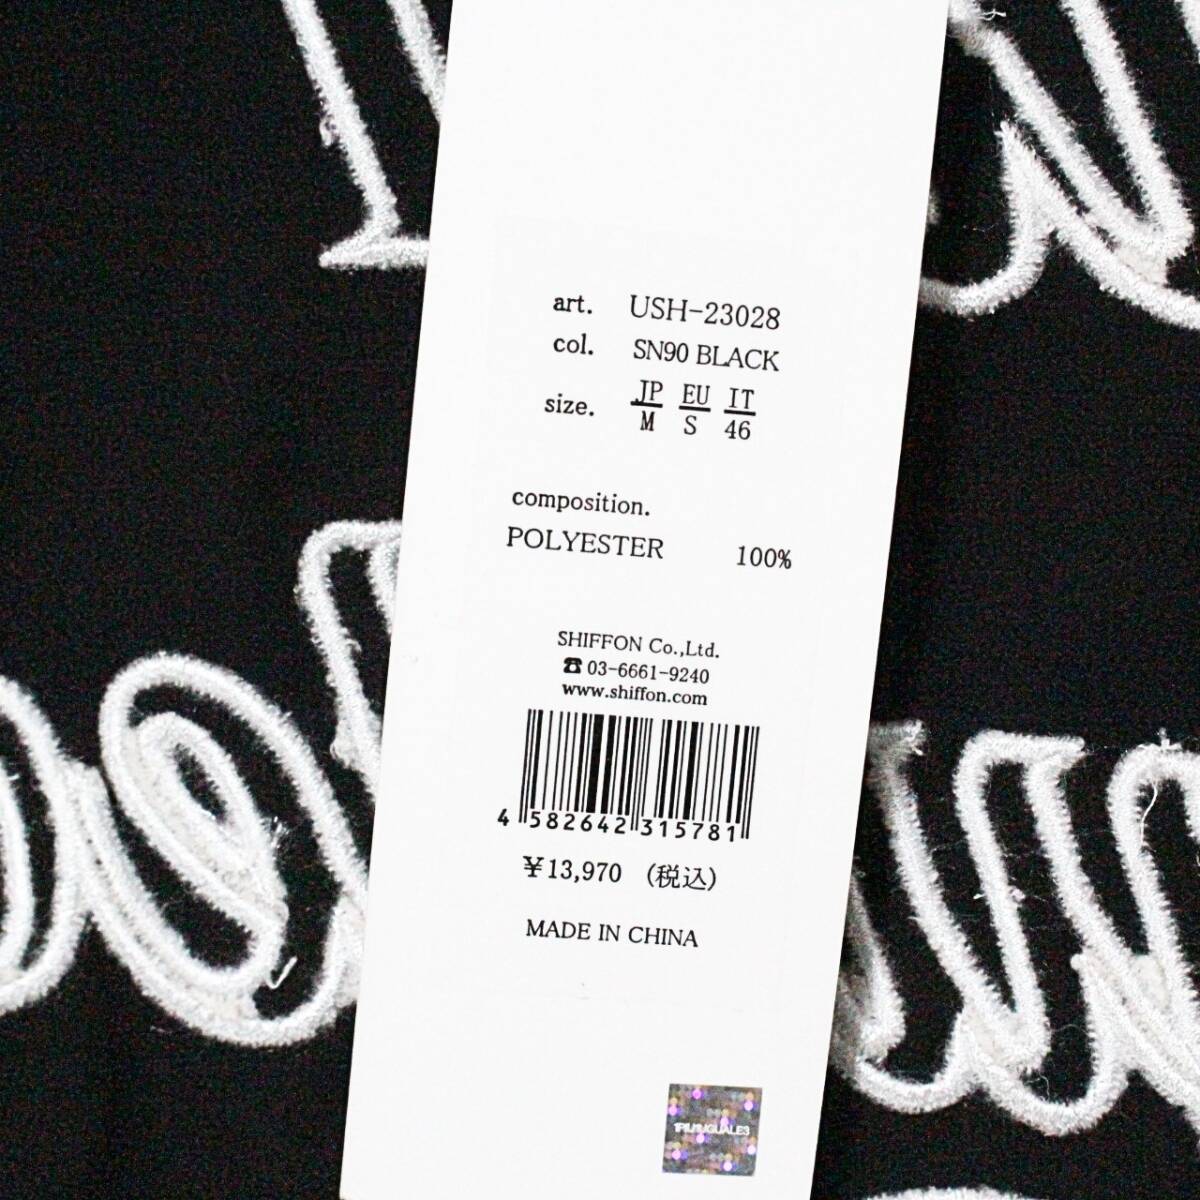 art. USH-23028
col. SN90 BLACK
size. JP/M EU/S IT/46
composition.
POLYESTER 100%
SHIFFON Co.,Ltd.
☎03-6661-9240
www.shiffon.com
4 582642 315781
¥13,970 (税込)
MADE IN CHINA
1PIU1UGUALE3